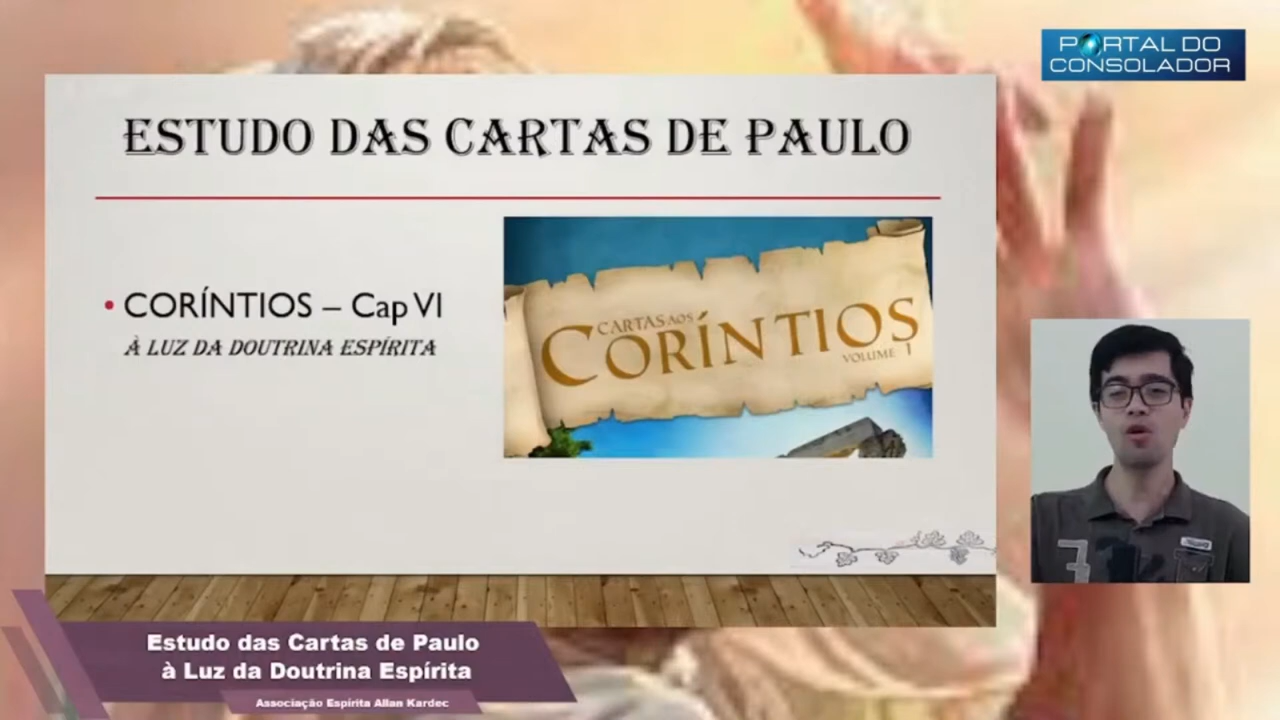 PORTAL DO
CONSOLADOR
ESTUDO DAS CARTAS DE PAULO
• CORÍNTIOS – Cap VI
À LUZ DA DOUTRINA ESPÍRITA
CARTAS AOS
CORÍNTIOS
VOLUME 1
Estudo das Cartas de Paulo
à Luz da Doutrina Espírita
Associação Espírita Allan Kardec